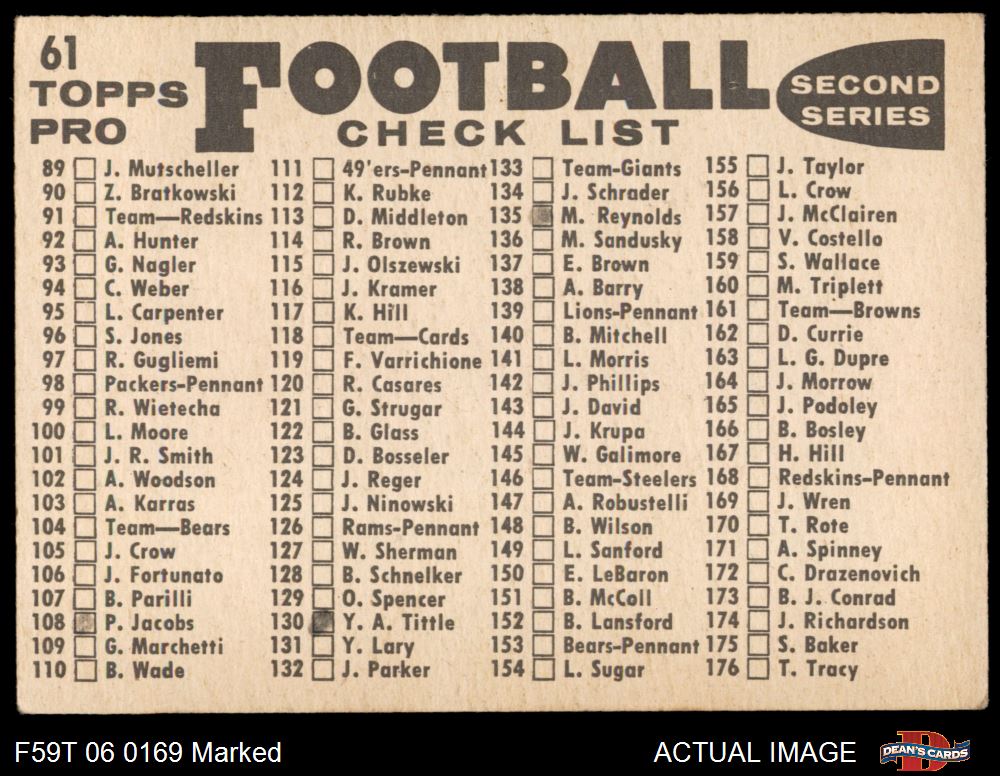 61
TOPPS
PRO
FOOTBALL
CHECK LIST
SECOND
SERIES
89 J. Mutscheller
90 Z. Bratkowski
91 Team—Redskins
92 A. Hunter
93 G. Nagler
94 C. Weber
95 L. Carpenter
96 S. Jones
97 R. Gugliemi
98 Packers-Pennant
99 R. Wietecha
100 L. Moore
101 J. R. Smith
102 A. Woodson
103 A. Karras
104 Team—Bears
105 J. Crow
106 J. Fortunato
107 B. Parilli
108 P. Jacobs
109 G. Marchetti
110 B. Wade
111 49'ers-Pennant
112 K. Rubke
113 D. Middleton
114 R. Brown
115 J. Olszewski
116 J. Kramer
117 K. Hill
118 Team—Cards
119 F. Varrichione
120 R. Casares
121 G. Strugar
122 B. Glass
123 D. Bosseler
124 J. Reger
125 J. Ninowski
126 Rams-Pennant
127 W. Sherman
128 B. Schnelker
129 O. Spencer
130 Y. A. Tittle
131 Y. Lary
132 J. Parker
133 Team-Giants
134 J. Schrader
135 M. Reynolds
136 M. Sandusky
137 E. Brown
138 A. Barry
139 Lions-Pennant
140 B. Mitchell
141 L. Morris
142 J. Phillips
143 J. David
144 J. Krupa
145 W. Galimore
146 Team-Steelers
147 A. Robustelli
148 B. Wilson
149 L. Sanford
150 E. LeBaron
151 B. McColl
152 B. Lansford
153 Bears-Pennant
154 L. Sugar
155 J. Taylor
156 L. Crow
157 J. McClairen
158 V. Costello
159 S. Wallace
160 M. Triplett
161 Team—Browns
162 D. Currie
163 L. G. Dupre
164 J. Morrow
165 J. Podoley
166 B. Bosley
167 H. Hill
168 Redskins-Pennant
169 J. Wren
170 T. Rote
171 A. Spinney
172 C. Drazenovich
173 B. J. Conrad
174 J. Richardson
175 S. Baker
176 T. Tracy
F59T 06 0169 Marked
ACTUAL IMAGE
DEAN'S CARDS